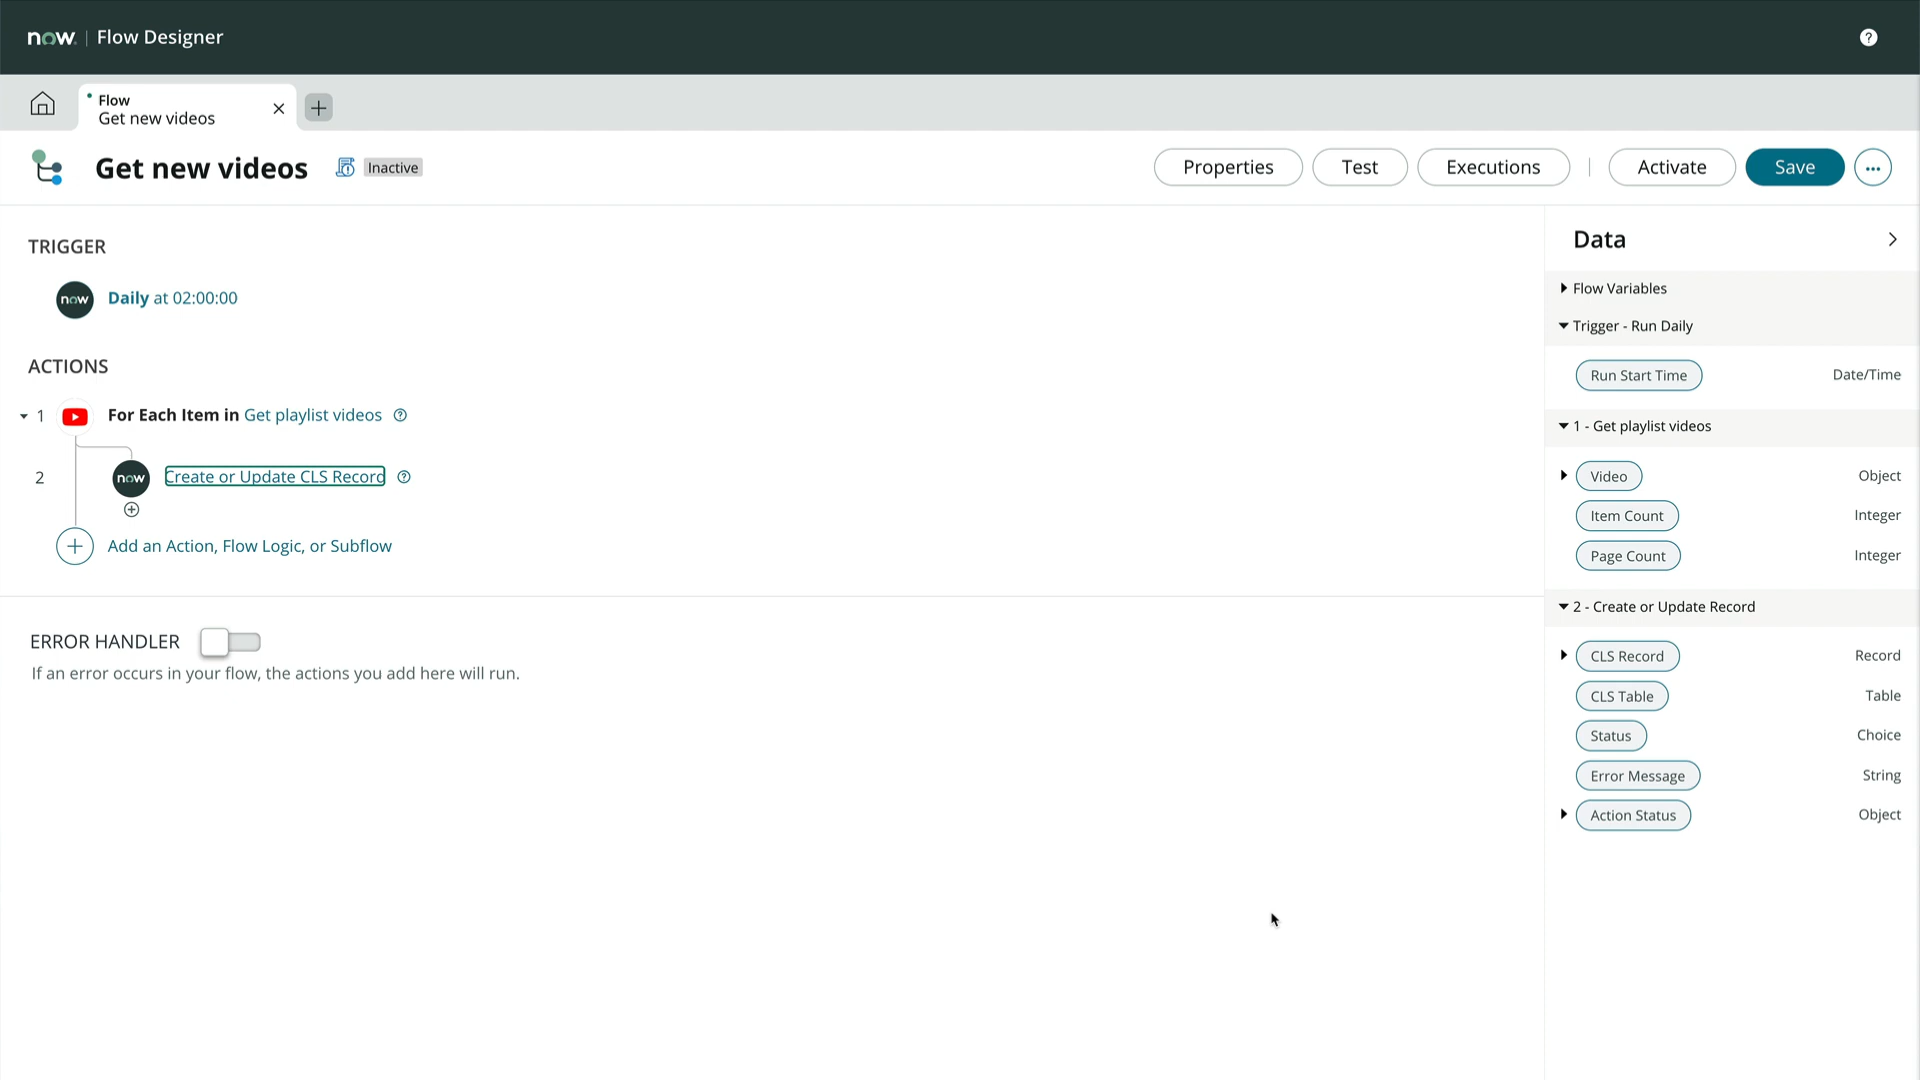 now. | Flow Designer
Flow
Get new videos
Get new videos
Inactive
Properties
Test
Executions
Activate
Save
TRIGGER
now
Daily at 02:00:00
ACTIONS
1
For Each Item in Get playlist videos
2
now
Create or Update CLS Record
Add an Action, Flow Logic, or Subflow
ERROR HANDLER
If an error occurs in your flow, the actions you add here will run.
Data
Flow Variables
Trigger - Run Daily
Run Start Time Date/Time
1 - Get playlist videos
Video Object
Item Count Integer
Page Count Integer
2 - Create or Update Record
CLS Record Record
CLS Table Table
Status Choice
Error Message String
Action Status Object